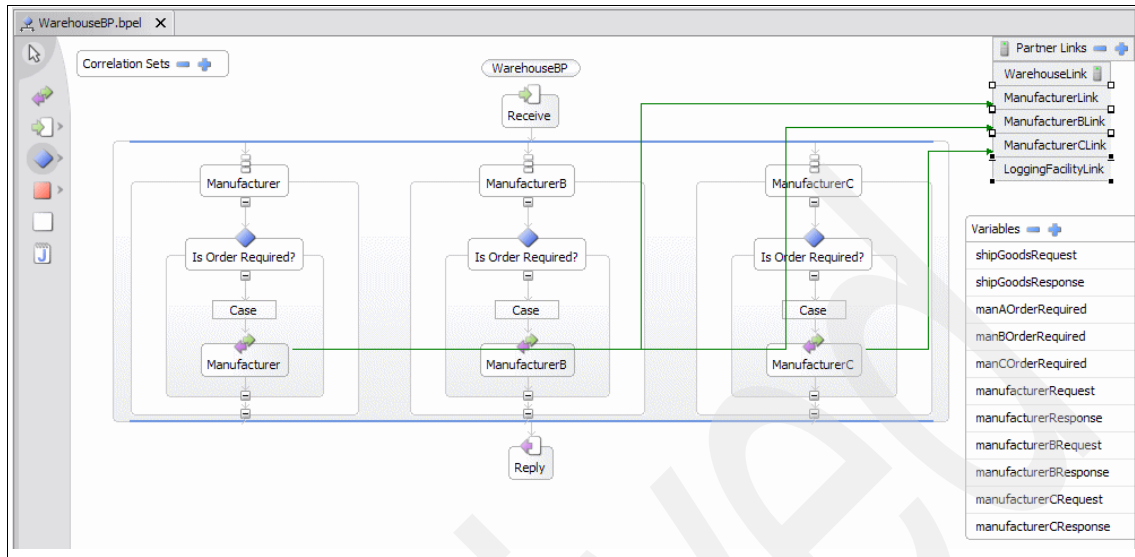 WarehouseBP.bpel
Correlation Sets
WarehouseBP
Receive
Partner Links
WarehouseLink
ManufacturerLink
ManufacturerBLink
ManufacturerCLink
LoggingFacilityLink
Manufacturer
ManufacturerB
ManufacturerC
Is Order Required?
Is Order Required?
Is Order Required?
Case
Case
Case
Manufacturer
ManufacturerB
ManufacturerC
Reply
Variables
shipGoodsRequest
shipGoodsResponse
manAOrderRequired
manBOrderRequired
manCOrderRequired
manufacturerRequest
manufacturerResponse
manufacturerBRequest
manufacturerBResponse
manufacturerCRequest
manufacturerCResponse
J